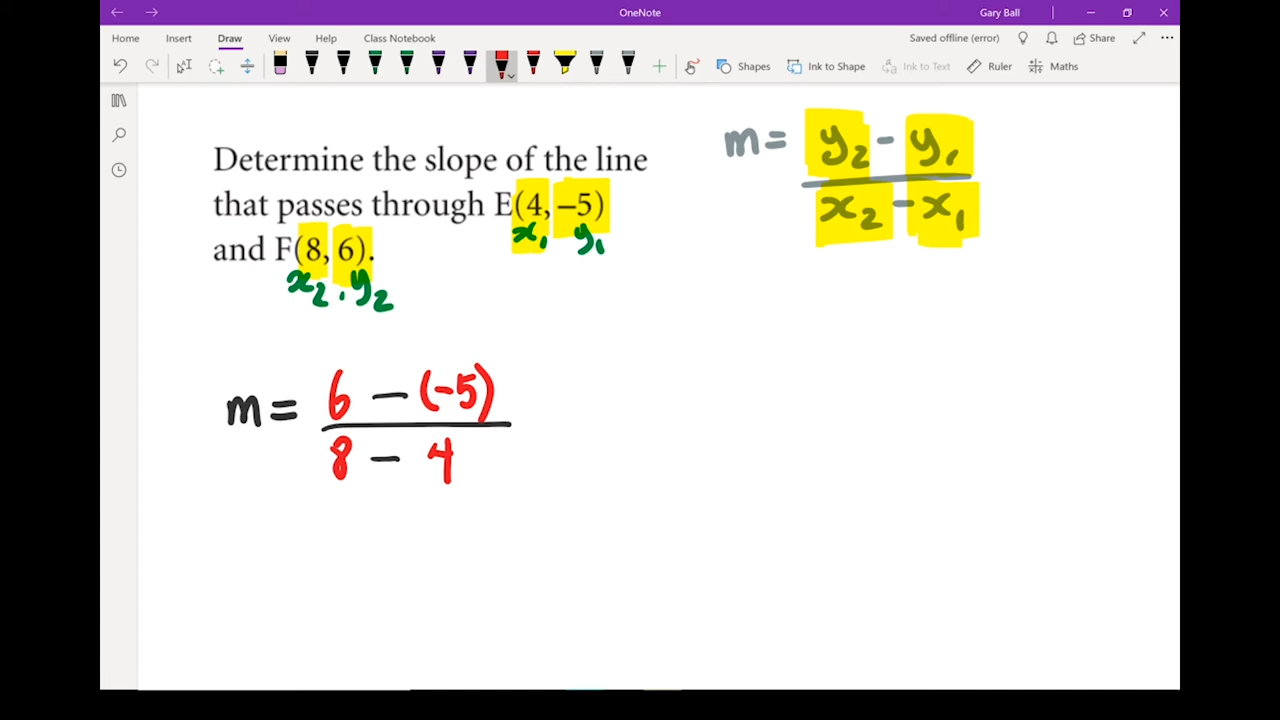 OneNote
Gary Ball
Home Insert Draw View Help Class Notebook
Saved offline (error) Share
Shapes Ink to Shape Ink to Text Ruler Maths
Determine the slope of the line
that passes through E(4, −5)
x₁ y₁
and F(8, 6).
x₂ , y₂
m = y₂ - y₁
x₂ - x₁
m = 6 - (-5)
8 - 4